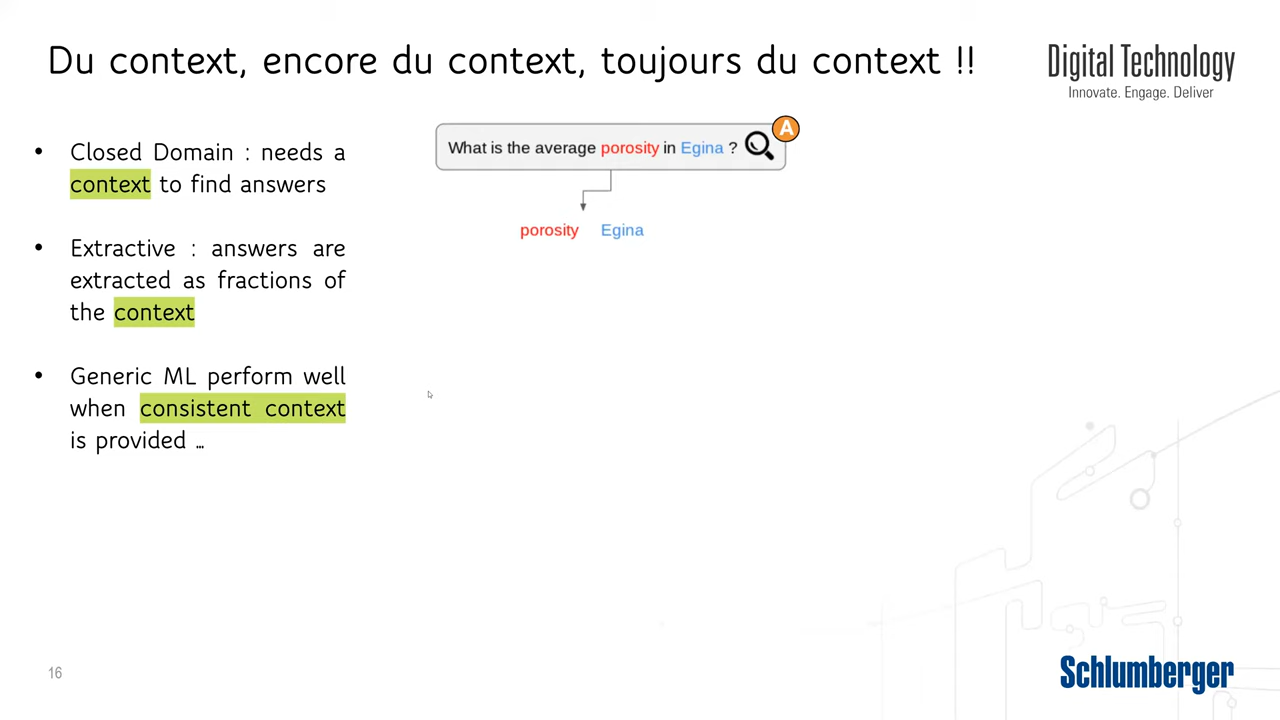 Du context, encore du context, toujours du context !!
Digital Technology
Innovate. Engage. Deliver
• Closed Domain : needs a
context to find answers
• Extractive : answers are
extracted as fractions of
the context
• Generic ML perform well
when consistent context
is provided …
What is the average porosity in Egina ?
A
porosity Egina
16
Schlumberger